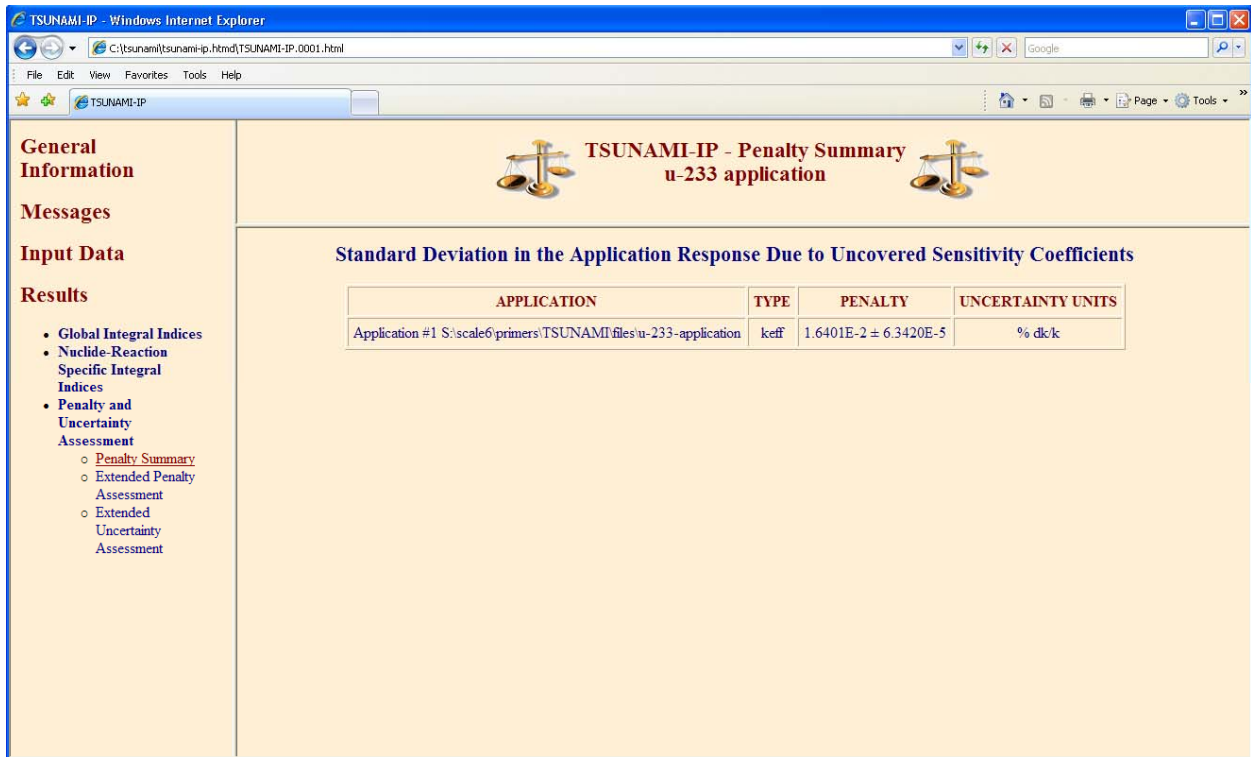 TSUNAMI-IP - Windows Internet Explorer
C:\tsunami\tsunami-ip.htmd\TSUNAMI-IP.0001.html
Google
File Edit View Favorites Tools Help
TSUNAMI-IP
Page Tools
General
Information
Messages
Input Data
Results
• Global Integral Indices
• Nuclide-Reaction
Specific Integral
Indices
• Penalty and
Uncertainty
Assessment
○ Penalty Summary
○ Extended Penalty
Assessment
○ Extended
Uncertainty
Assessment
TSUNAMI-IP - Penalty Summary
u-233 application
Standard Deviation in the Application Response Due to Uncovered Sensitivity Coefficients
APPLICATION TYPE PENALTY UNCERTAINTY UNITS
Application #1 S:\scale6\primers\TSUNAMI\files\u-233-application keff 1.6401E-2 ± 6.3420E-5 % dk/k